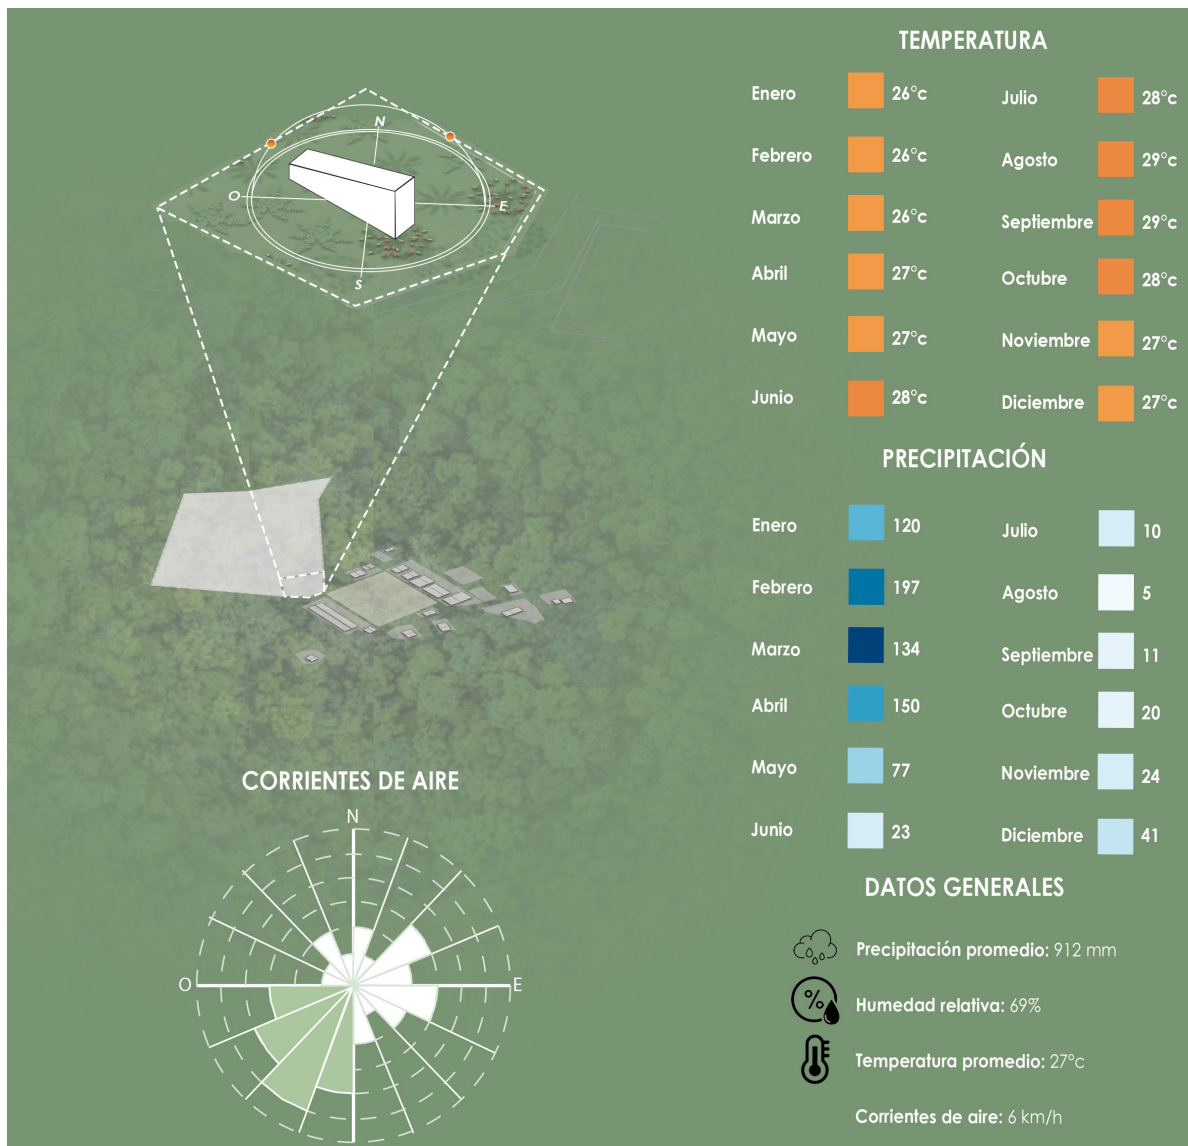 TEMPERATURA
Enero 26°c
Julio 28°c
Febrero 26°c
Agosto 29°c
Marzo 26°c
Septiembre 29°c
Abril 27°c
Octubre 28°c
Mayo 27°c
Noviembre 27°c
Junio 28°c
Diciembre 27°c
N
O
E
S
PRECIPITACIÓN
Enero 120
Julio 10
Febrero 197
Agosto 5
Marzo 134
Septiembre 11
Abril 150
Octubre 20
Mayo 77
Noviembre 24
Junio 23
Diciembre 41
CORRIENTES DE AIRE
N
O
E
DATOS GENERALES
Precipitación promedio: 912 mm
%
Humedad relativa: 69%
Temperatura promedio: 27°c
Corrientes de aire: 6 km/h